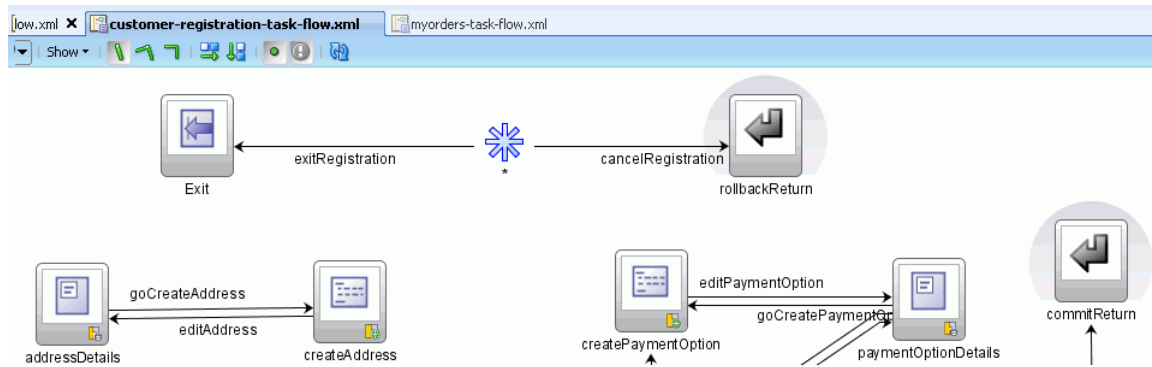 low.xml customer-registration-task-flow.xml myorders-task-flow.xml
Show
exitRegistration
*
cancelRegistration
Exit
rollbackReturn
goCreateAddress
editAddress
addressDetails
createAddress
editPaymentOption
goCreatePaymentOp
createPaymentOption
paymentOptionDetails
commitReturn